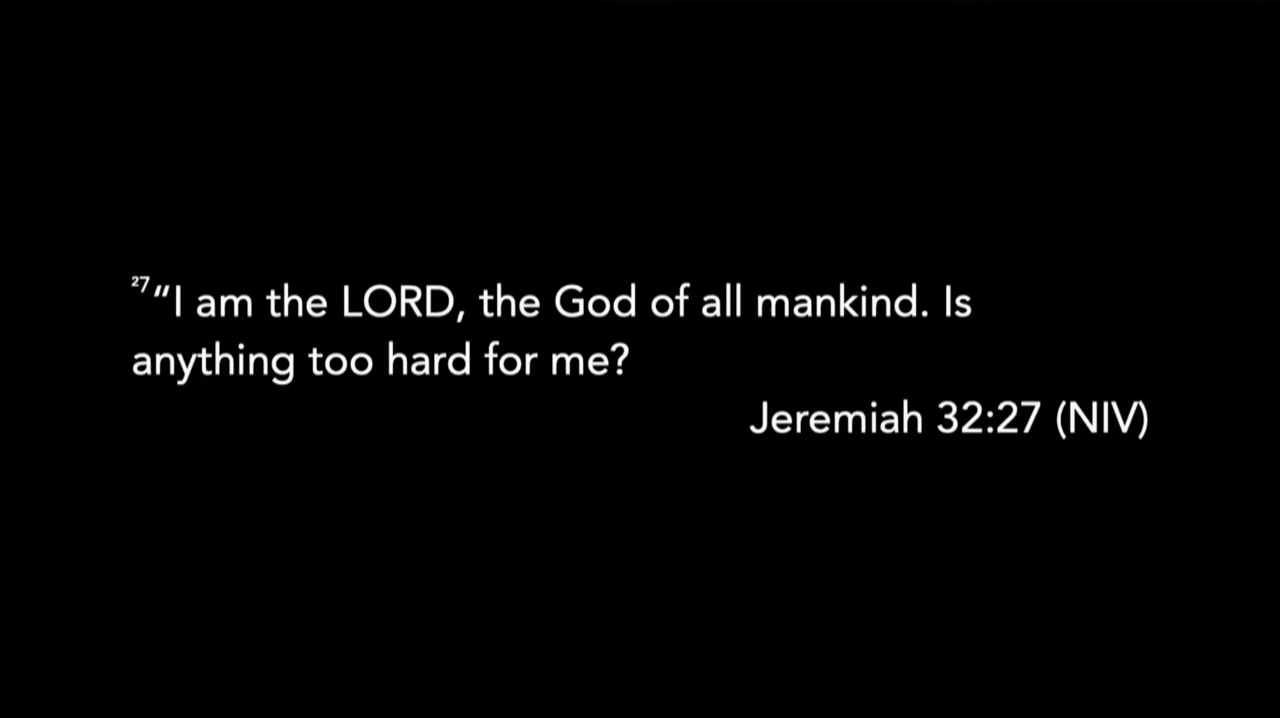 27"I am the LORD, the God of all mankind. Is
anything too hard for me?
Jeremiah 32:27 (NIV)